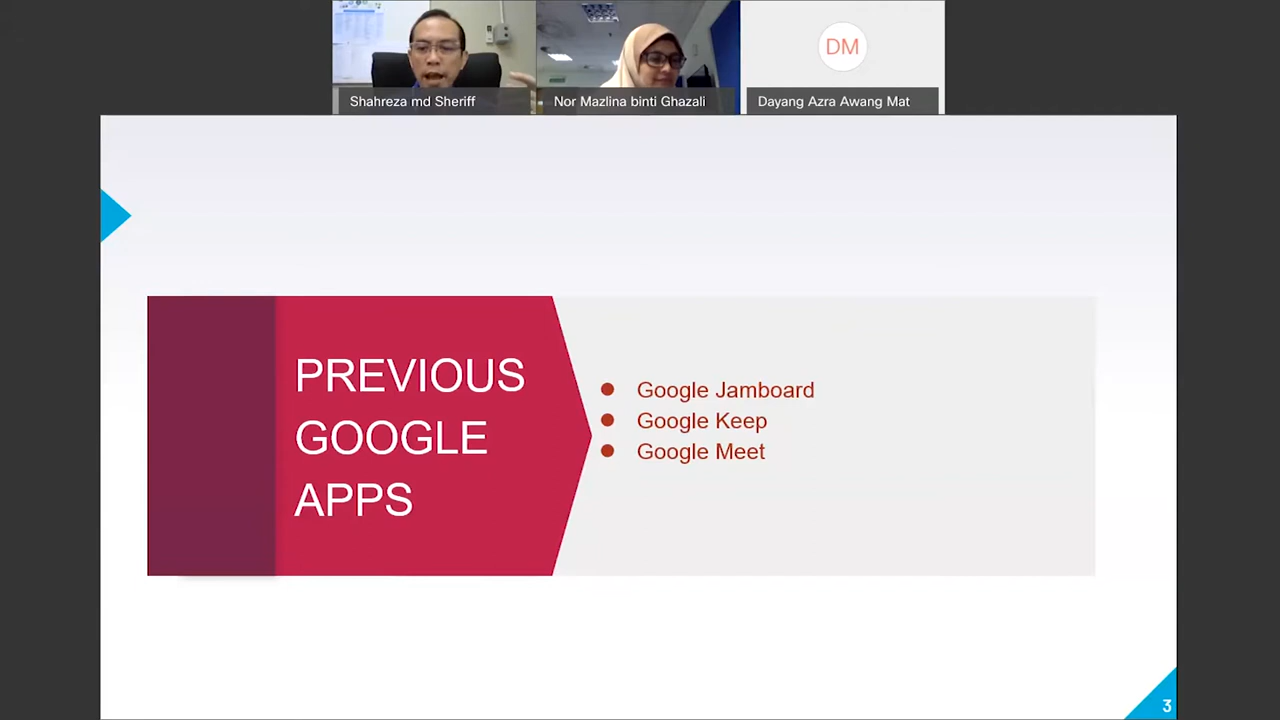 DM
Shahreza md Sheriff
Nor Mazlina binti Ghazali
Dayang Azra Awang Mat
PREVIOUS
GOOGLE
APPS
Google Jamboard
Google Keep
Google Meet
3